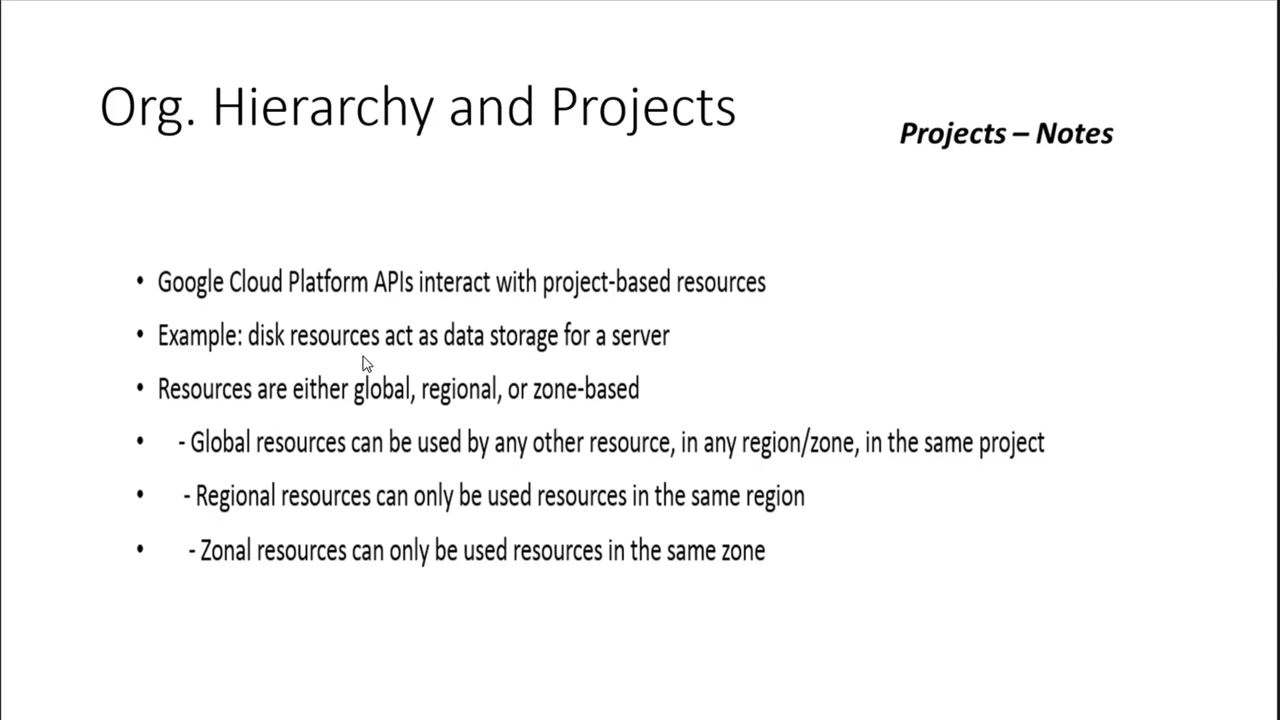 Org. Hierarchy and Projects
Projects – Notes
• Google Cloud Platform APIs interact with project-based resources
• Example: disk resources act as data storage for a server
• Resources are either global, regional, or zone-based
• - Global resources can be used by any other resource, in any region/zone, in the same project
• - Regional resources can only be used resources in the same region
• - Zonal resources can only be used resources in the same zone